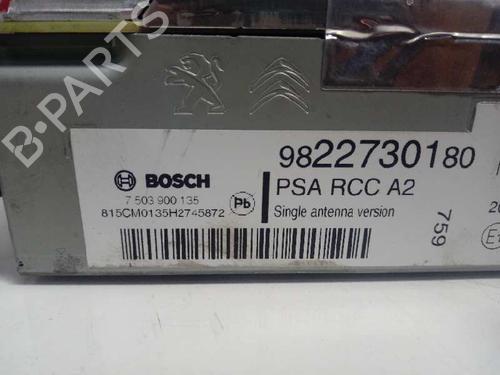 B-PARTS
BOSCH
7 503 900 135
815CM0135H2745872
Pb
9822730180
PSA RCC A2
Single antenna version
759